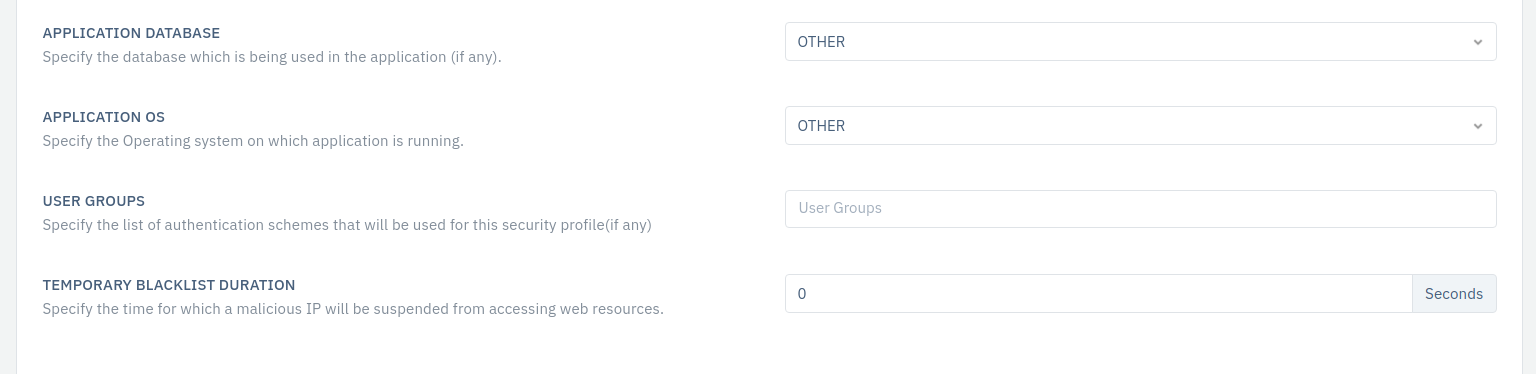 APPLICATION DATABASE
Specify the database which is being used in the application (if any).
OTHER
APPLICATION OS
Specify the Operating system on which application is running.
OTHER
USER GROUPS
Specify the list of authentication schemes that will be used for this security profile(if any)
User Groups
TEMPORARY BLACKLIST DURATION
Specify the time for which a malicious IP will be suspended from accessing web resources.
0 Seconds